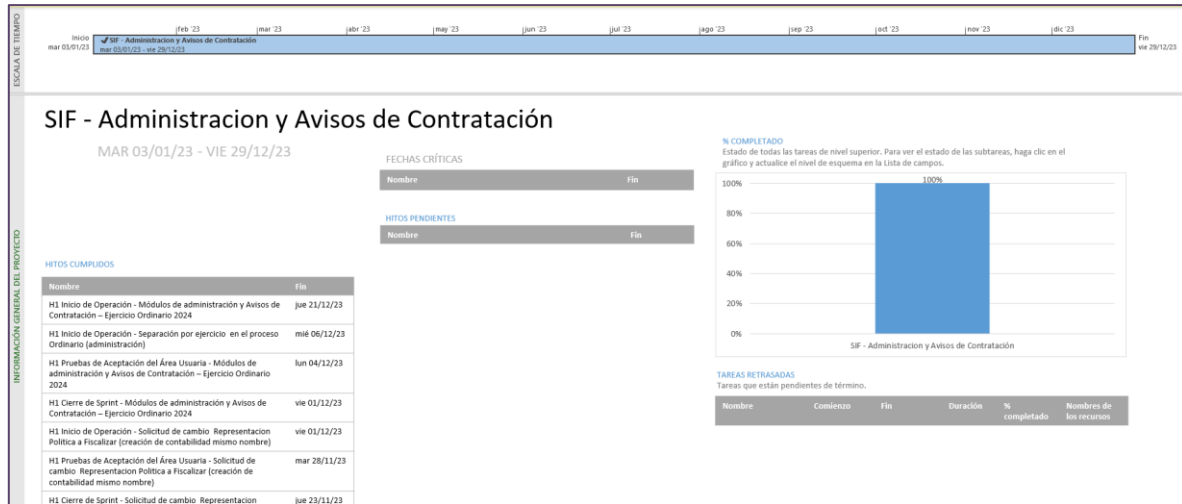 ESCALA DE TIEMPO
feb '23 mar '23 abr '23 may '23 jun '23 jul '23 ago '23 sep '23 oct '23 nov '23 dic '23
Inicio
mar 03/01/23
✓ SIF - Administracion y Avisos de Contratación
mar 03/01/23 - vie 29/12/23
Fin
vie 29/12/23
INFORMACIÓN GENERAL DEL PROYECTO
SIF - Administracion y Avisos de Contratación
MAR 03/01/23 - VIE 29/12/23
HITOS CUMPLIDOS
Nombre Fin
H1 Inicio de Operación - Módulos de administración y Avisos de jue 21/12/23
Contratación – Ejercicio Ordinario 2024
H1 Inicio de Operación - Separación por ejercicio en el proceso mié 06/12/23
Ordinario (administración)
H1 Pruebas de Aceptación del Área Usuaria - Módulos de lun 04/12/23
administración y Avisos de Contratación – Ejercicio Ordinario
2024
H1 Cierre de Sprint - Módulos de administración y Avisos de vie 01/12/23
Contratación – Ejercicio Ordinario 2024
H1 Inicio de Operación - Solicitud de cambio Representacion vie 01/12/23
Politica a Fiscalizar (creación de contabilidad mismo nombre)
H1 Pruebas de Aceptación del Área Usuaria - Solicitud de mar 28/11/23
cambio Representacion Politica a Fiscalizar (creación de
contabilidad mismo nombre)
H1 Cierre de Sprint - Solicitud de cambio Representacion jue 23/11/23
FECHAS CRÍTICAS
Nombre Fin
HITOS PENDIENTES
Nombre Fin
% COMPLETADO
Estado de todas las tareas de nivel superior. Para ver el estado de las subtareas, haga clic en el
gráfico y actualice el nivel de esquema en la Lista de campos.
100%
100%
80%
60%
40%
20%
0%
SIF - Administracion y Avisos de Contratación
TAREAS RETRASADAS
Tareas que están pendientes de término.
Nombre Comienzo Fin Duración % Nombres de
completado los recursos